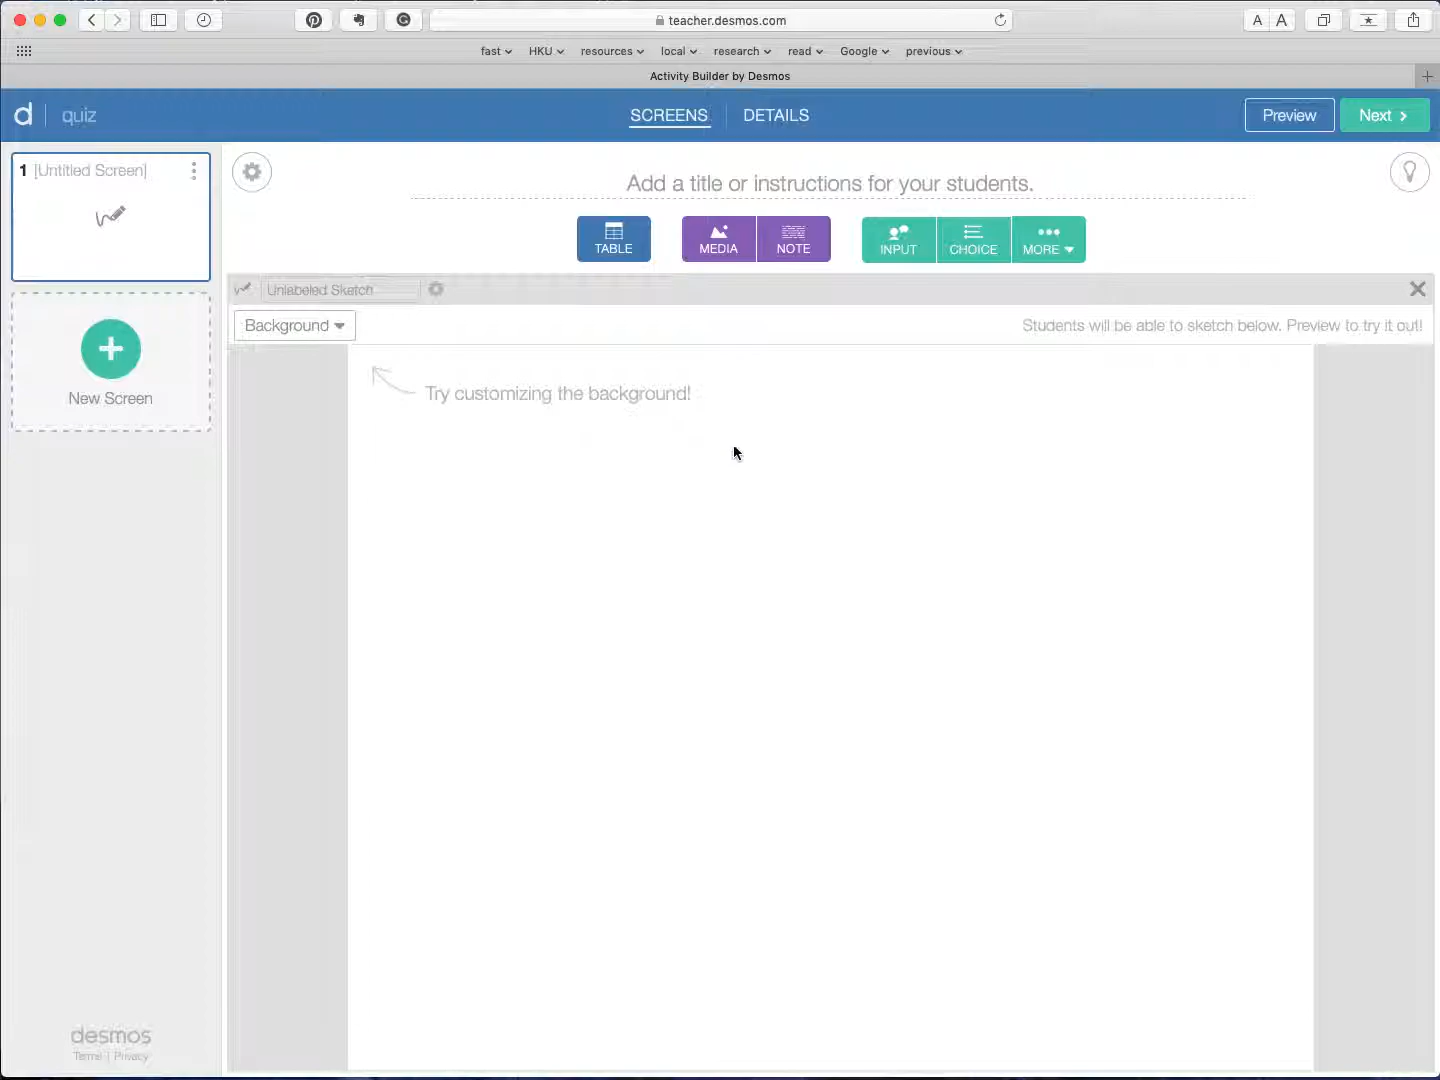 teacher.desmos.com
A A
fast HKU resources local research read Google previous
Activity Builder by Desmos
d quiz SCREENS DETAILS Preview Next
1 [Untitled Screen]
Add a title or instructions for your students.
TABLE MEDIA NOTE INPUT CHOICE MORE
Unlabeled Sketch
Background Students will be able to sketch below. Preview to try it out!
Try customizing the background!
New Screen
desmos
Terms | Privacy